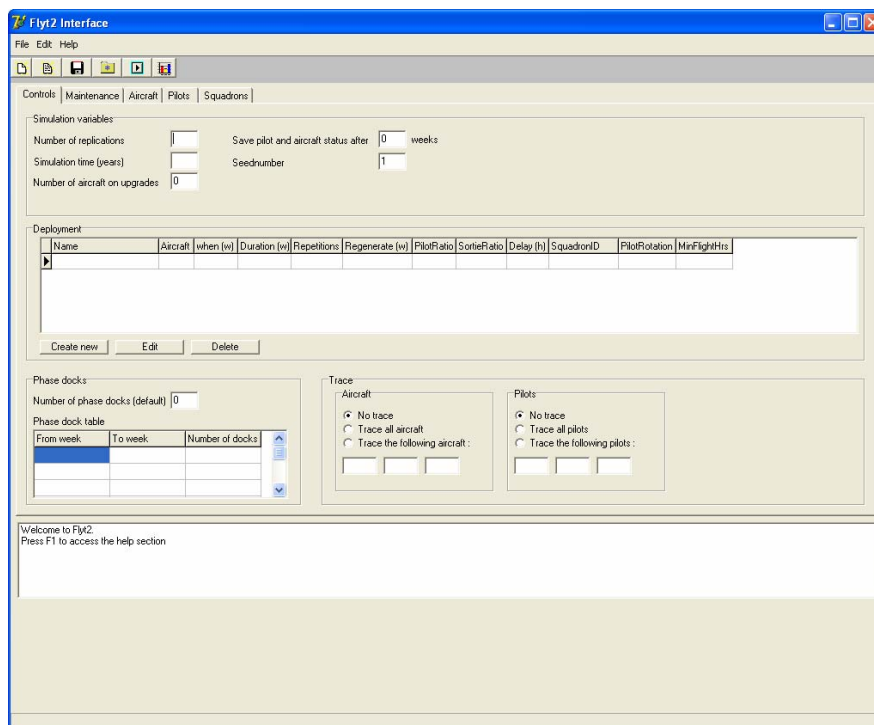 Flyt2 Interface
File Edit Help
Controls Maintenance Aircraft Pilots Squadrons
Simulation variables
Number of replications Save pilot and aircraft status after 0 weeks
Simulation time (years) Seednumber 1
Number of aircraft on upgrades 0
Deployment
Name Aircraft when (w) Duration (w) Repetitions Regenerate (w) PilotRatio SortieRatio Delay (h) SquadronID PilotRotation MinFlightHrs
Create new Edit Delete
Phase docks
Number of phase docks (default) 0
Phase dock table
From week To week Number of docks
Trace
Aircraft
No trace
Trace all aircraft
Trace the following aircraft :
Pilots
No trace
Trace all pilots
Trace the following pilots :
Welcome to Flyt2.
Press F1 to access the help section